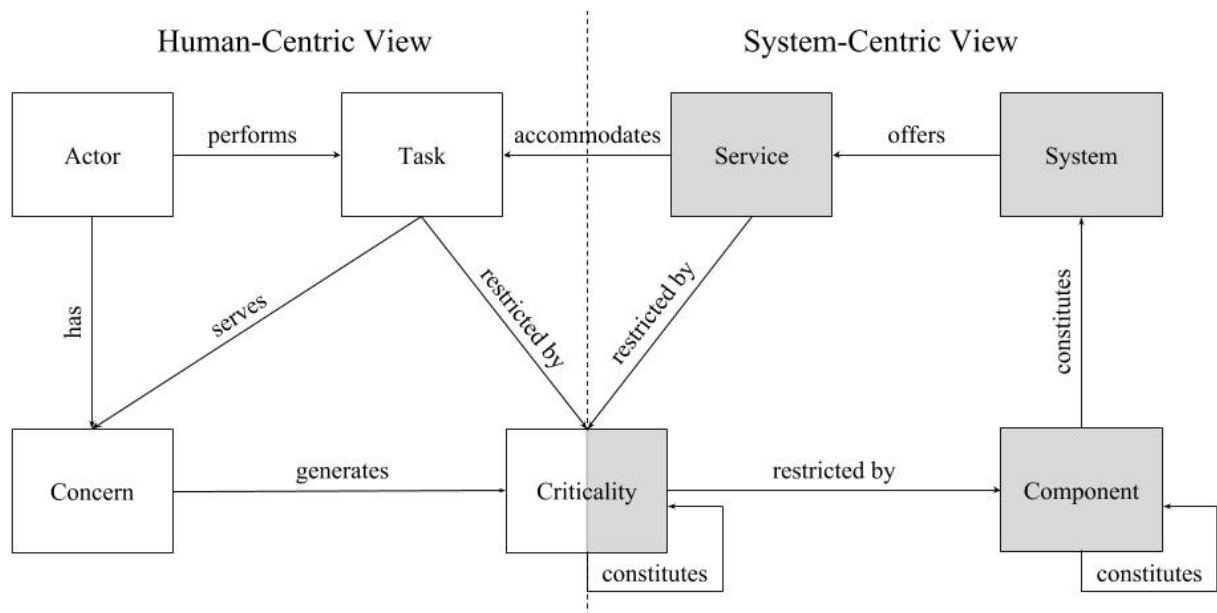 Human-Centric View
System-Centric View
Actor
performs
Task
accommodates
Service
offers
System
has
serves
restricted by
restricted by
constitutes
Concern
generates
Criticality
restricted by
Component
constitutes
constitutes